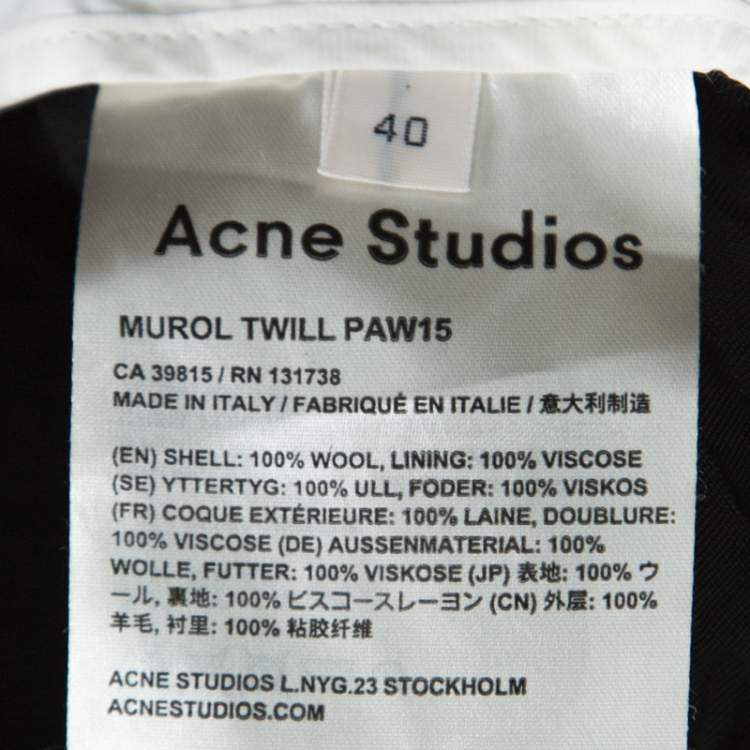 40
Acne Studios
MUROL TWILL PAW15
CA 39815 / RN 131738
MADE IN ITALY / FABRIQUÉ EN ITALIE / 意大利制造
(EN) SHELL: 100% WOOL, LINING: 100% VISCOSE
(SE) YTTERTYG: 100% ULL, FODER: 100% VISKOS
(FR) COQUE EXTÉRIEURE: 100% LAINE, DOUBLURE:
100% VISCOSE (DE) AUSSENMATERIAL: 100%
WOLLE, FUTTER: 100% VISKOSE (JP) 表地: 100% ウ
ール, 裏地: 100% ビスコースレーヨン (CN) 外层: 100%
羊毛, 衬里: 100% 粘胶纤维
ACNE STUDIOS L.NYG.23 STOCKHOLM
ACNESTUDIOS.COM